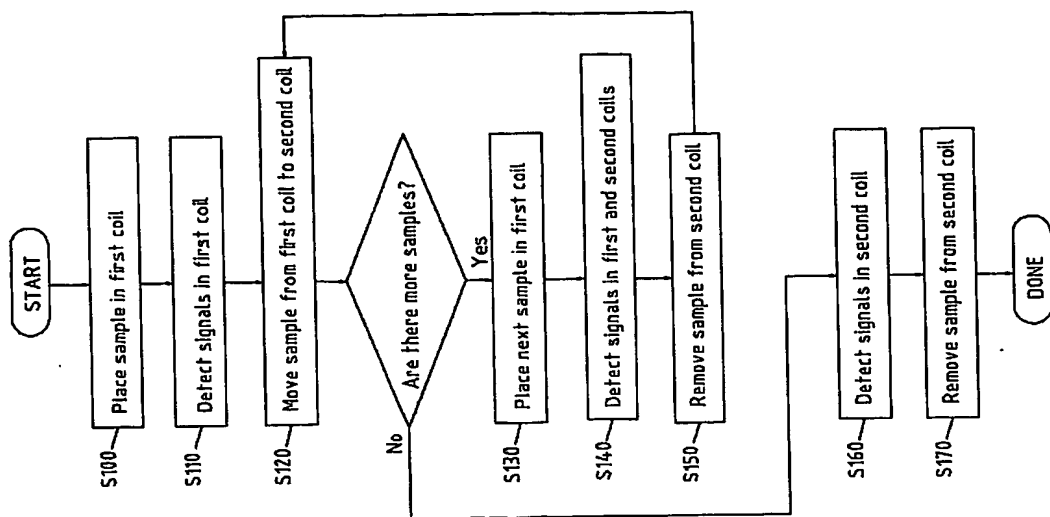 START
S100
Place sample in first coil
S110
Detect signals in first coil
S120
Move sample from first coil to second coil
Are there more samples?
No
Yes
S130
Place next sample in first coil
S140
Detect signals in first and second coils
S150
Remove sample from second coil
S160
Detect signals in second coil
S170
Remove sample from second coil
DONE